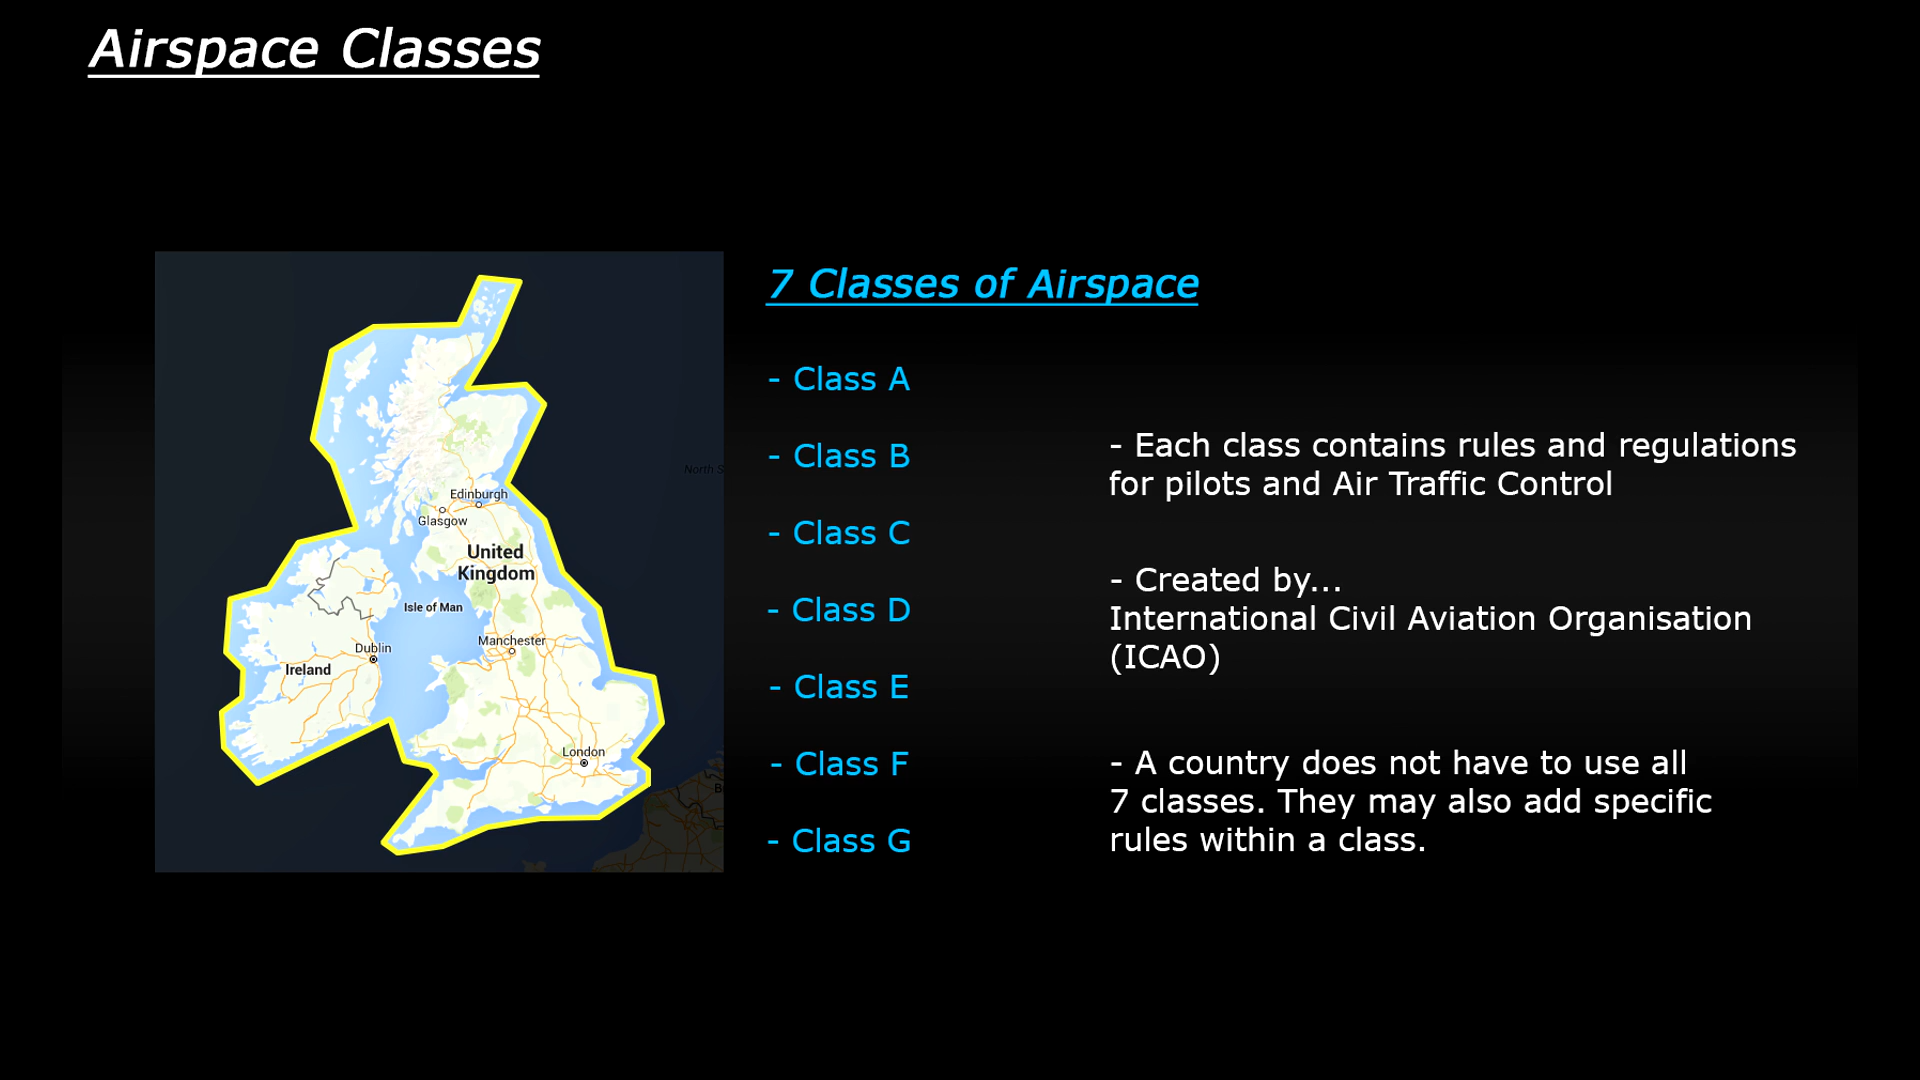 Airspace Classes
7 Classes of Airspace
- Class A
- Class B
- Class C
- Class D
- Class E
- Class F
- Class G
- Each class contains rules and regulations
for pilots and Air Traffic Control
- Created by...
International Civil Aviation Organisation
(ICAO)
- A country does not have to use all
7 classes. They may also add specific
rules within a class.
North S
Edinburgh
Glasgow
United
Kingdom
Isle of Man
Manchester
Dublin
Ireland
London
B